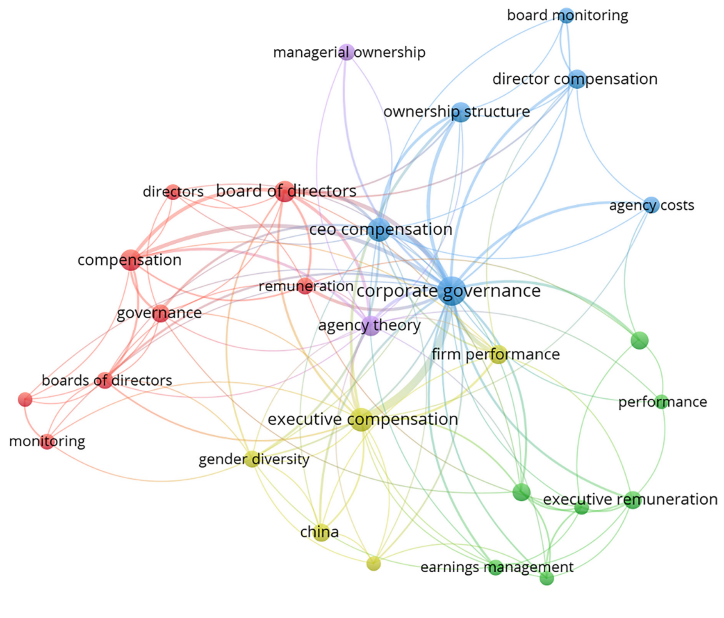 board monitoring
managerial ownership
director compensation
ownership structure
directors
board of directors
agency costs
ceo compensation
compensation
remuneration
corporate governance
governance
agency theory
firm performance
boards of directors
performance
executive compensation
monitoring
gender diversity
executive remuneration
china
earnings management